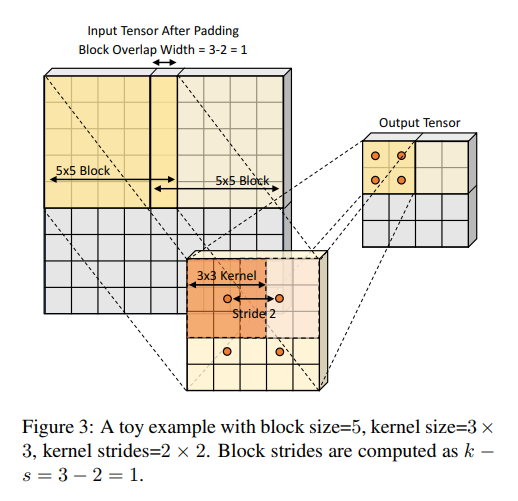 Input Tensor After Padding
Block Overlap Width = 3-2 = 1
Output Tensor
5x5 Block
5x5 Block
3x3 Kernel
Stride 2
Figure 3: A toy example with block size=5, kernel size=3 ×
3, kernel strides=2 × 2. Block strides are computed as k −
s = 3 − 2 = 1.